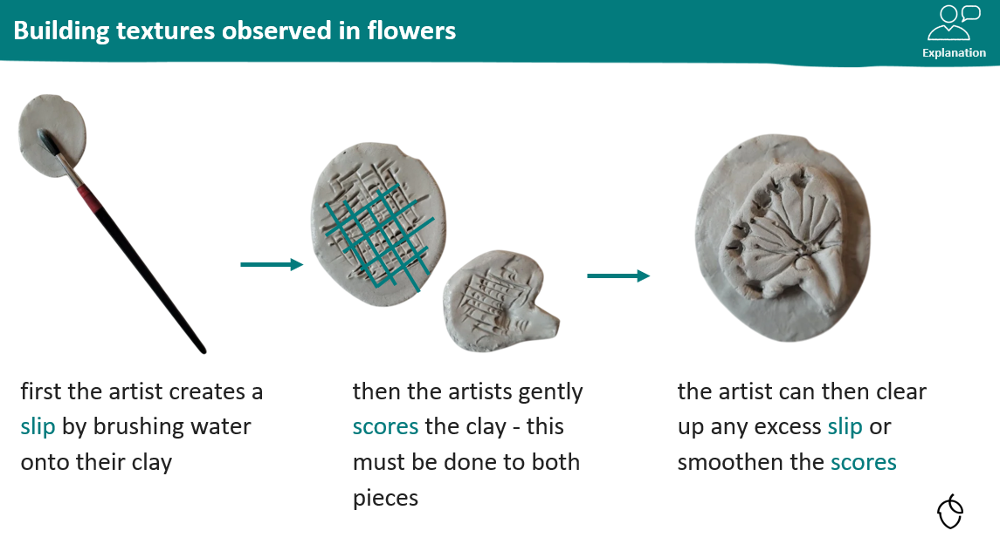 Building textures observed in flowers
Explanation
first the artist creates a
slip by brushing water
onto their clay
then the artists gently
scores the clay - this
must be done to both
pieces
the artist can then clear
up any excess slip or
smoothen the scores